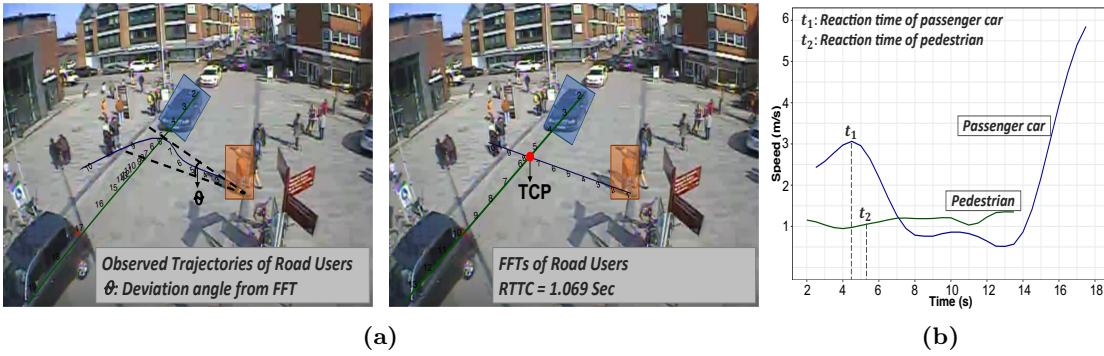 Observed Trajectories of Road Users
ϑ: Deviation angle from FFT
ϑ
TCP
FFTs of Road Users
RTTC = 1.069 Sec
(a)
t1: Reaction time of passenger car
t2: Reaction time of pedestrian
Speed (m/s)
6
5
4
3
2
1
t1
t2
Passenger car
Pedestrian
2 4 6 8 10 12 14 16 18
Time (s)
(b)